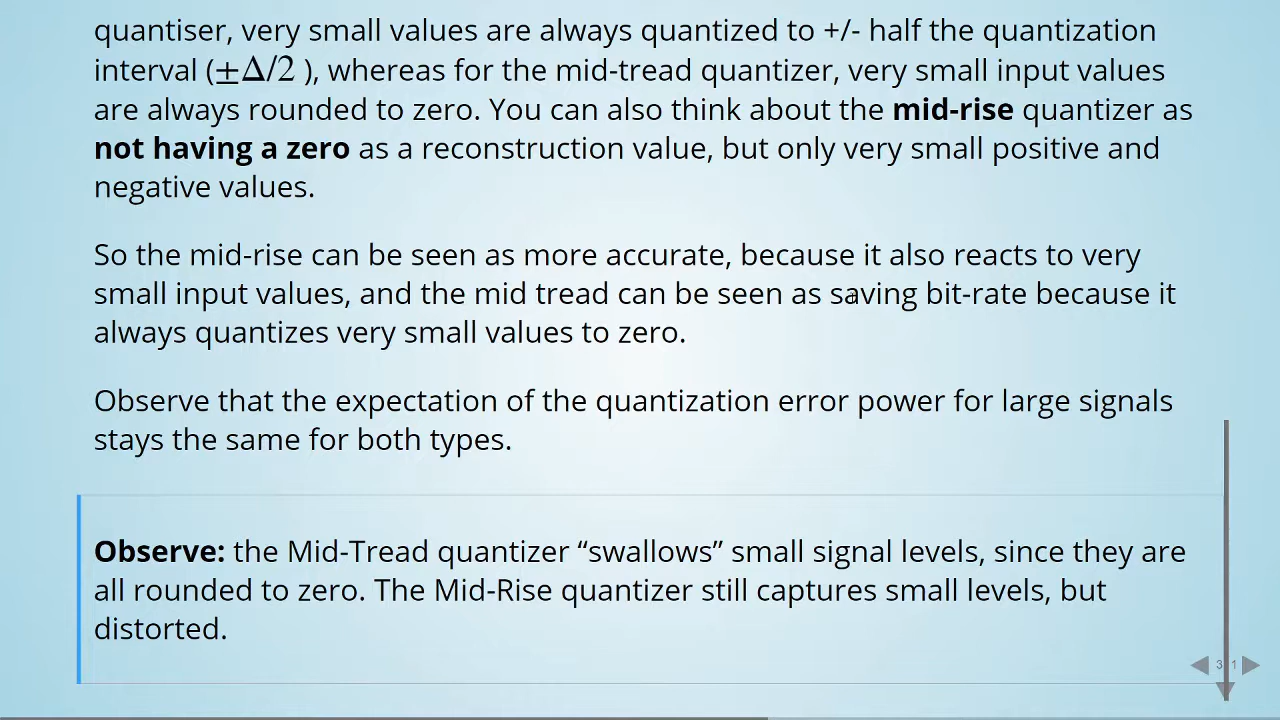 quantiser, very small values are always quantized to +/- half the quantization
interval (±Δ/2 ), whereas for the mid-tread quantizer, very small input values
are always rounded to zero. You can also think about the mid-rise quantizer as
not having a zero as a reconstruction value, but only very small positive and
negative values.
So the mid-rise can be seen as more accurate, because it also reacts to very
small input values, and the mid tread can be seen as saving bit-rate because it
always quantizes very small values to zero.
Observe that the expectation of the quantization error power for large signals
stays the same for both types.
Observe: the Mid-Tread quantizer “swallows” small signal levels, since they are
all rounded to zero. The Mid-Rise quantizer still captures small levels, but
distorted.
3 1